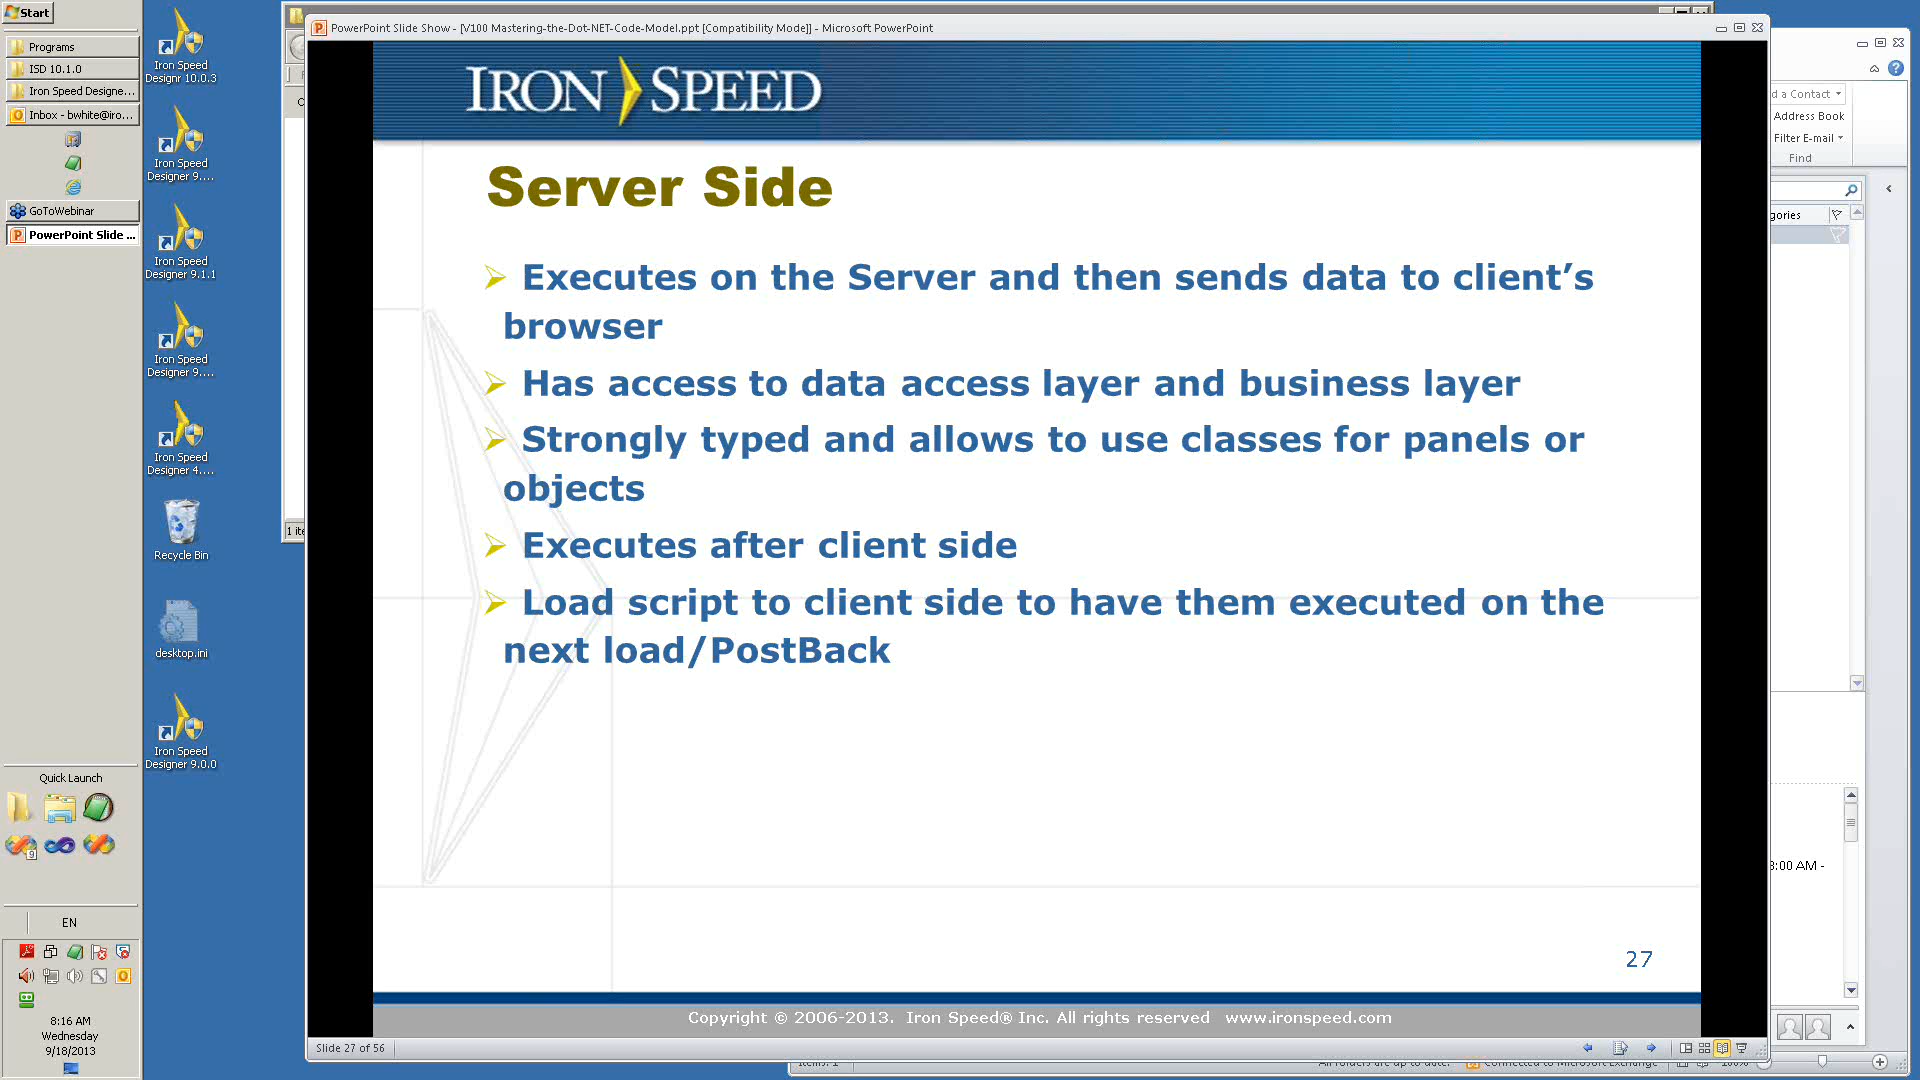 Start
Programs
ISD 10.1.0
Iron Speed Designe...
Inbox - bwhite@iro...
GoToWebinar
PowerPoint Slide ...
Quick Launch
9
EN
8:16 AM
Wednesday
9/18/2013
Iron Speed
Designr 10.0.3
Iron Speed
Designer 9....
Iron Speed
Designer 9.1.1
Iron Speed
Designer 9....
Iron Speed
Designer 4....
Recycle Bin
desktop.ini
Iron Speed
Designer 9.0.0
PowerPoint Slide Show - [V100 Mastering-the-Dot-NET-Code-Model.ppt [Compatibility Mode]] - Microsoft PowerPoint
IRON SPEED
Server Side
Executes on the Server and then sends data to client’s
browser
Has access to data access layer and business layer
Strongly typed and allows to use classes for panels or
objects
Executes after client side
Load script to client side to have them executed on the
next load/PostBack
27
Copyright © 2006-2013. Iron Speed® Inc. All rights reserved www.ironspeed.com
Slide 27 of 56
d a Contact
Address Book
Filter E-mail
Find
gories
3:00 AM -